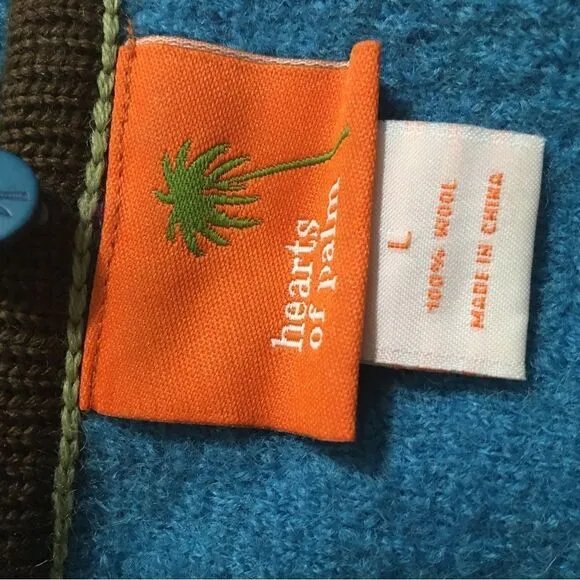 hearts
of palm
L
100% WOOL
MADE IN CHINA